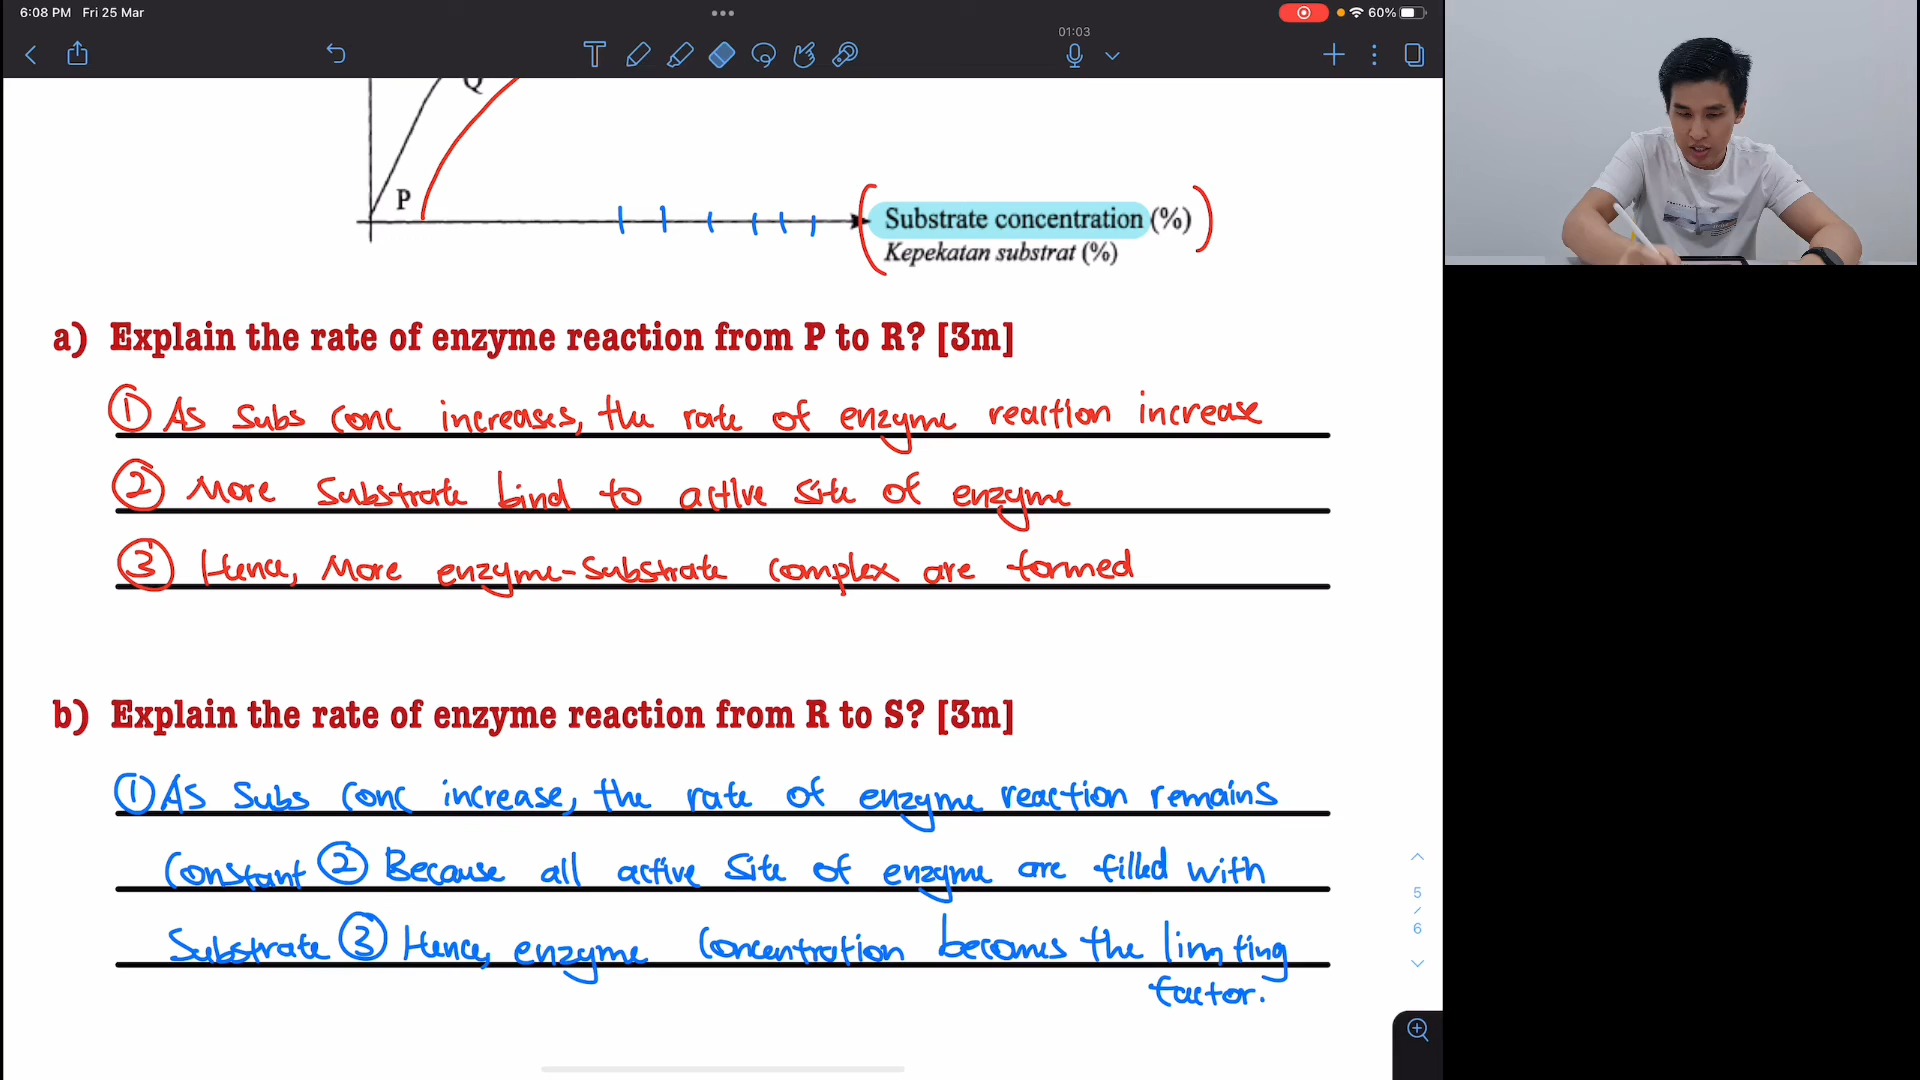 6:08 PM Fri 25 Mar
60%
01:03
Q
P
Substrate concentration (%)
Kepekatan substrat (%)
a) Explain the rate of enzyme reaction from P to R? [3m]
① As Subs Conc increases, the rate of enzyme reaction increase
② More Substrate bind to active site of enzyme
③ Hence, More enzyme-Substrate complex are formed
b) Explain the rate of enzyme reaction from R to S? [3m]
① As Subs Conc increase, the rate of enzyme reaction remains
Constant ② Because all active Site of enzyme are filled with
Substrate ③ Hence, enzyme Concentration becomes the limiting
factor.
5
/
6